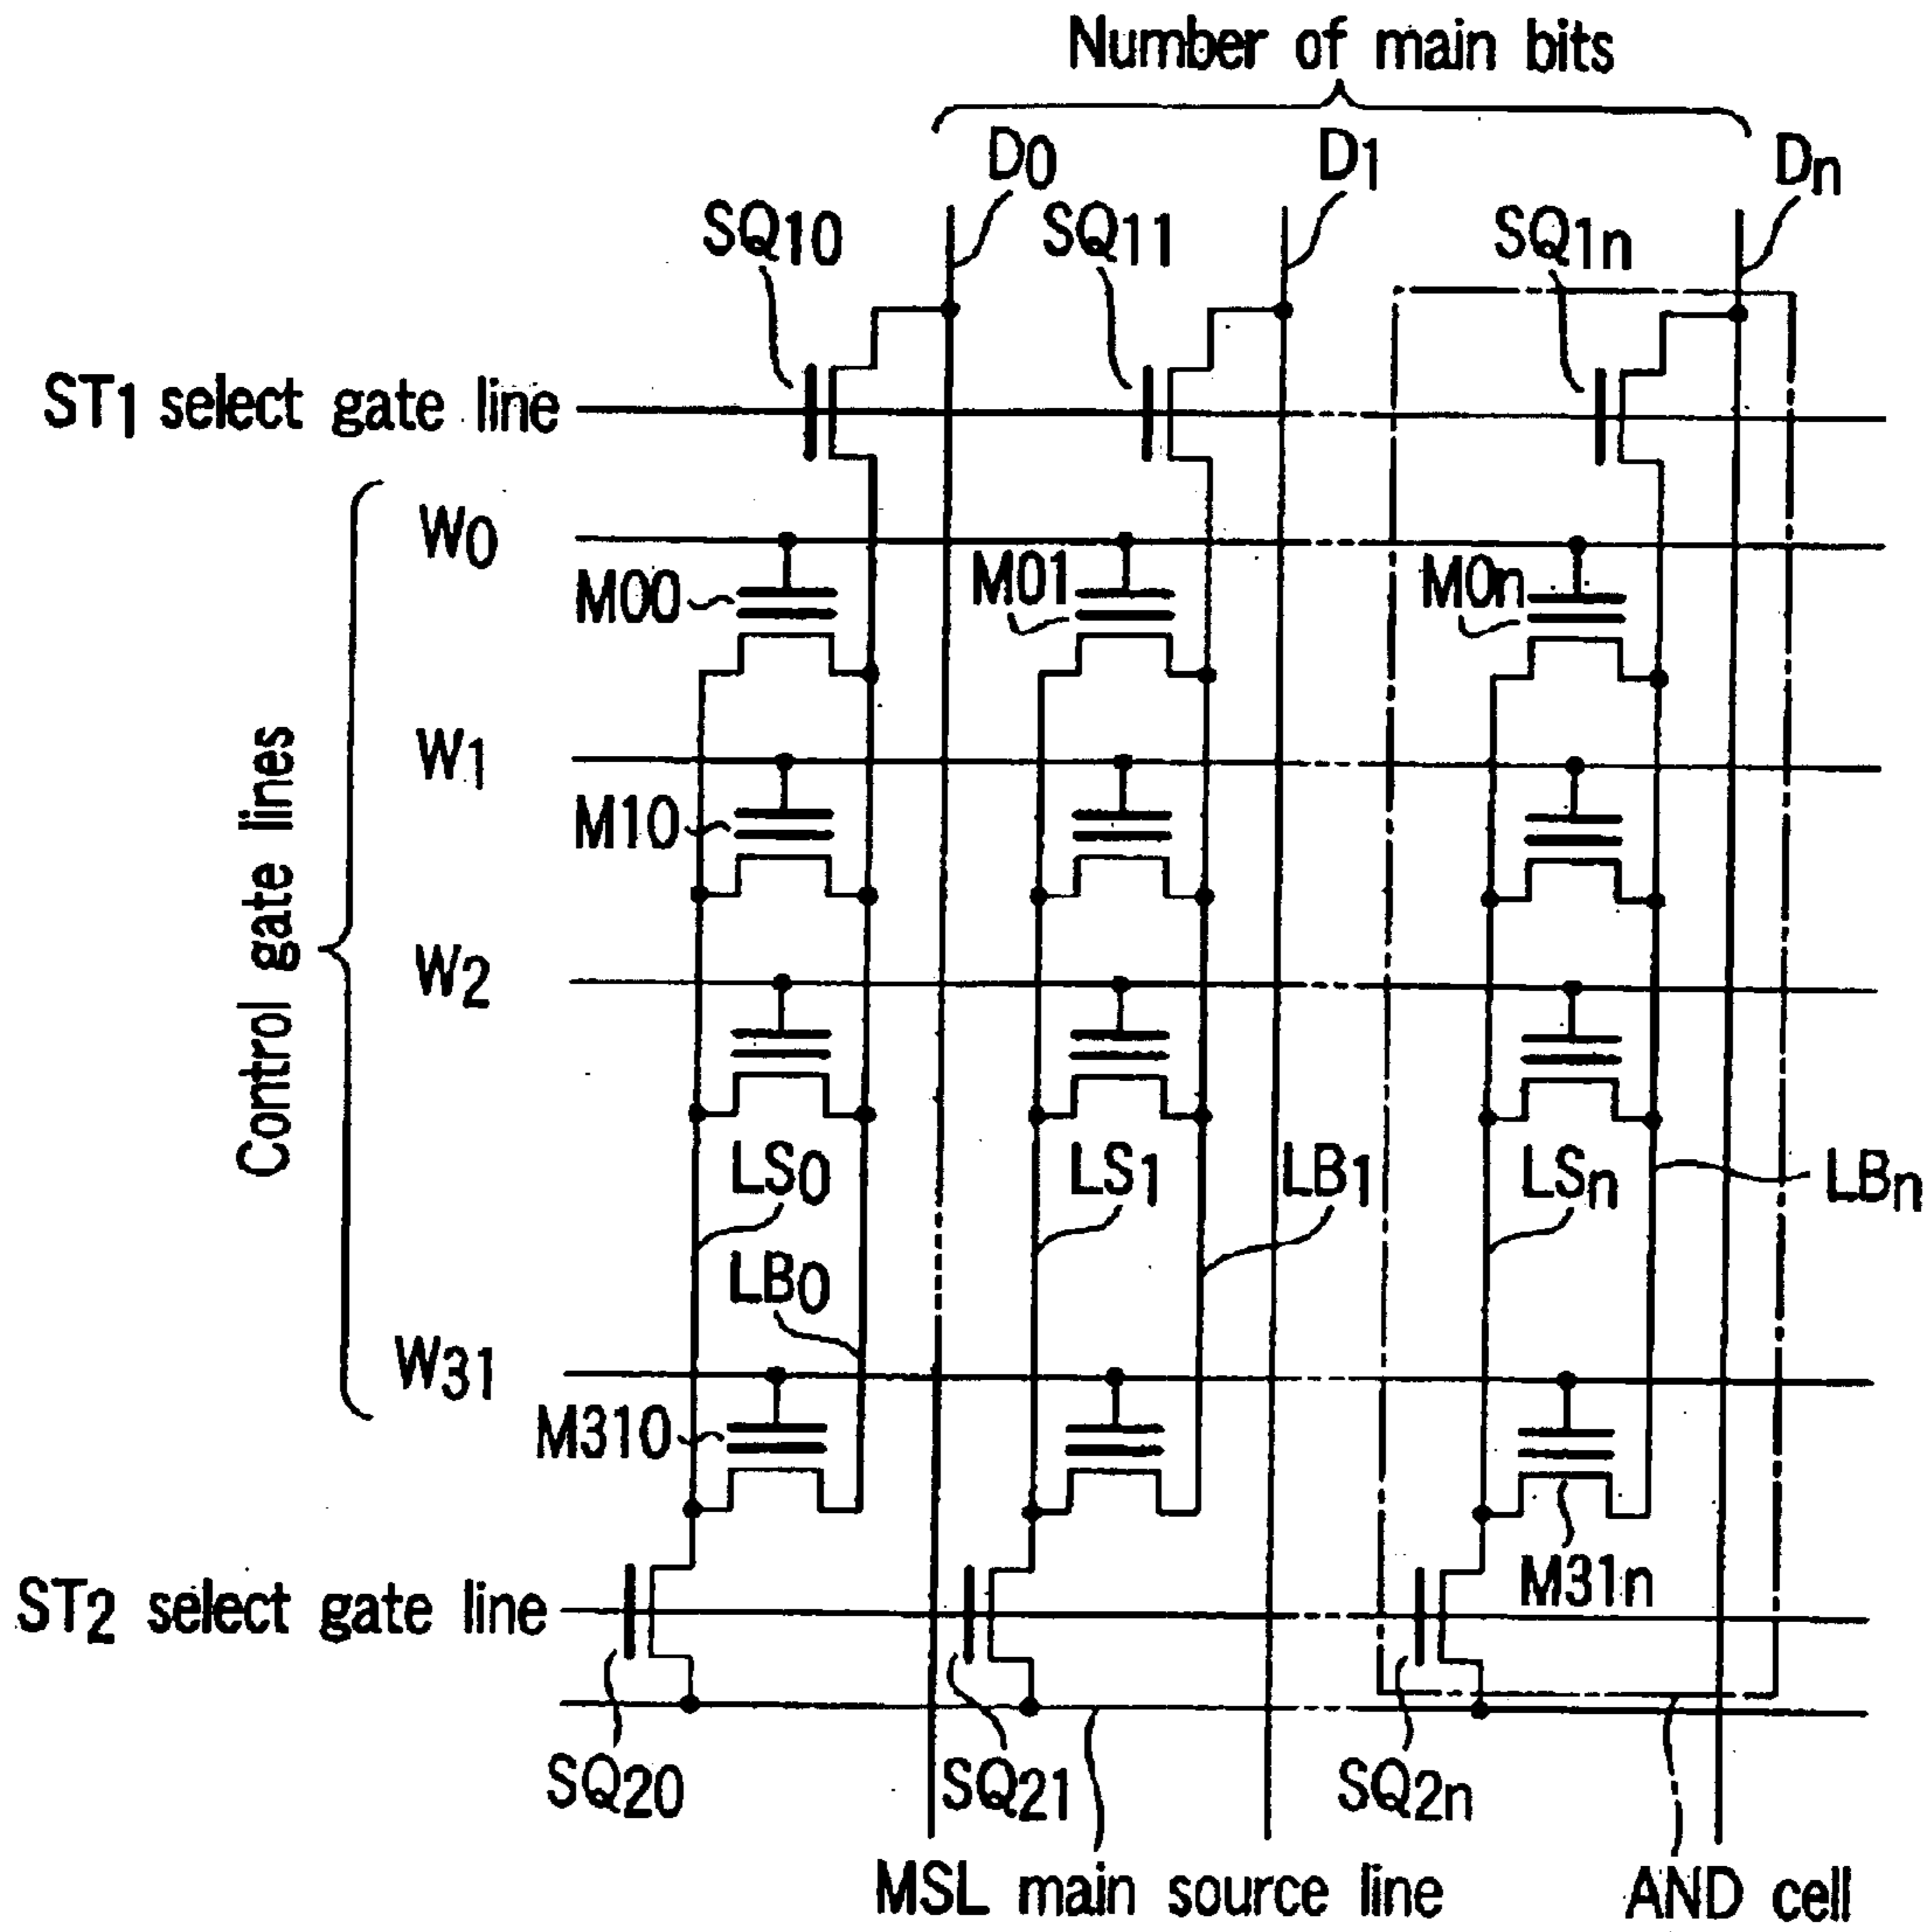 Number of main bits
D0 D1 Dn
SQ10 SQ11 SQ1n
ST1 select gate line
W0
M00 M01 M0n
W1
M10
Control gate lines
W2
LS0 LS1 LB1 LSn LBn
LB0
W31
M310
M31n
ST2 select gate line
SQ20 SQ21 SQ2n
MSL main source line AND cell